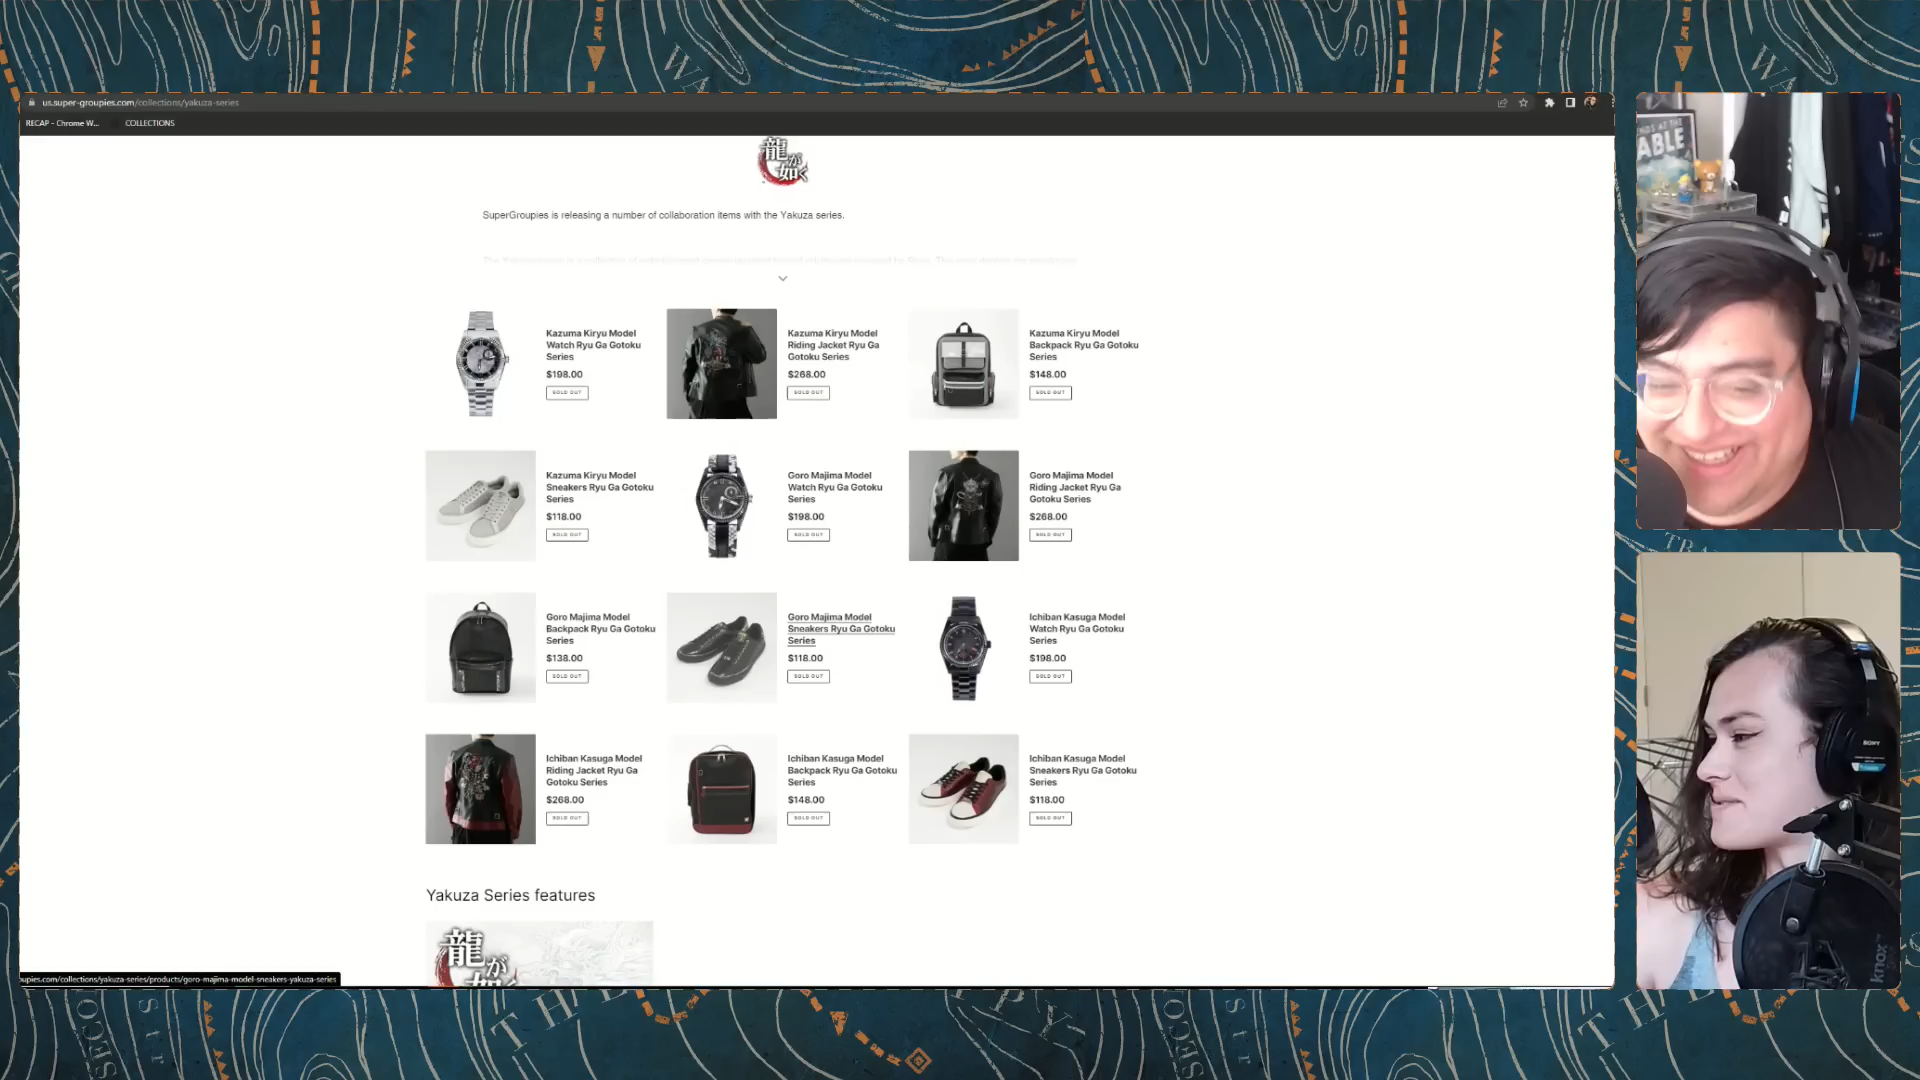 us.super-groupies.com/collections/yakuza-series
RECAP - Chrome W...
COLLECTIONS
龍が如く
SuperGroupies is releasing a number of collaboration items with the Yakuza series.
Kazuma Kiryu Model
Watch Ryu Ga Gotoku
Series
$198.00
SOLD OUT
Kazuma Kiryu Model
Riding Jacket Ryu Ga
Gotoku Series
$268.00
SOLD OUT
Kazuma Kiryu Model
Backpack Ryu Ga Gotoku
Series
$148.00
SOLD OUT
Kazuma Kiryu Model
Sneakers Ryu Ga Gotoku
Series
$118.00
SOLD OUT
Goro Majima Model
Watch Ryu Ga Gotoku
Series
$198.00
SOLD OUT
Goro Majima Model
Riding Jacket Ryu Ga
Gotoku Series
$268.00
SOLD OUT
Goro Majima Model
Backpack Ryu Ga Gotoku
Series
$138.00
SOLD OUT
Goro Majima Model
Sneakers Ryu Ga Gotoku
Series
$118.00
SOLD OUT
Ichiban Kasuga Model
Watch Ryu Ga Gotoku
Series
$198.00
SOLD OUT
Ichiban Kasuga Model
Riding Jacket Ryu Ga
Gotoku Series
$268.00
SOLD OUT
Ichiban Kasuga Model
Backpack Ryu Ga Gotoku
Series
$148.00
SOLD OUT
Ichiban Kasuga Model
Sneakers Ryu Ga Gotoku
Series
$118.00
SOLD OUT
Yakuza Series features
龍が
upies.com/collections/yakuza-series/products/goro-majima-model-sneakers-yakuza-series
AT THE
ABLE
SONY
knox